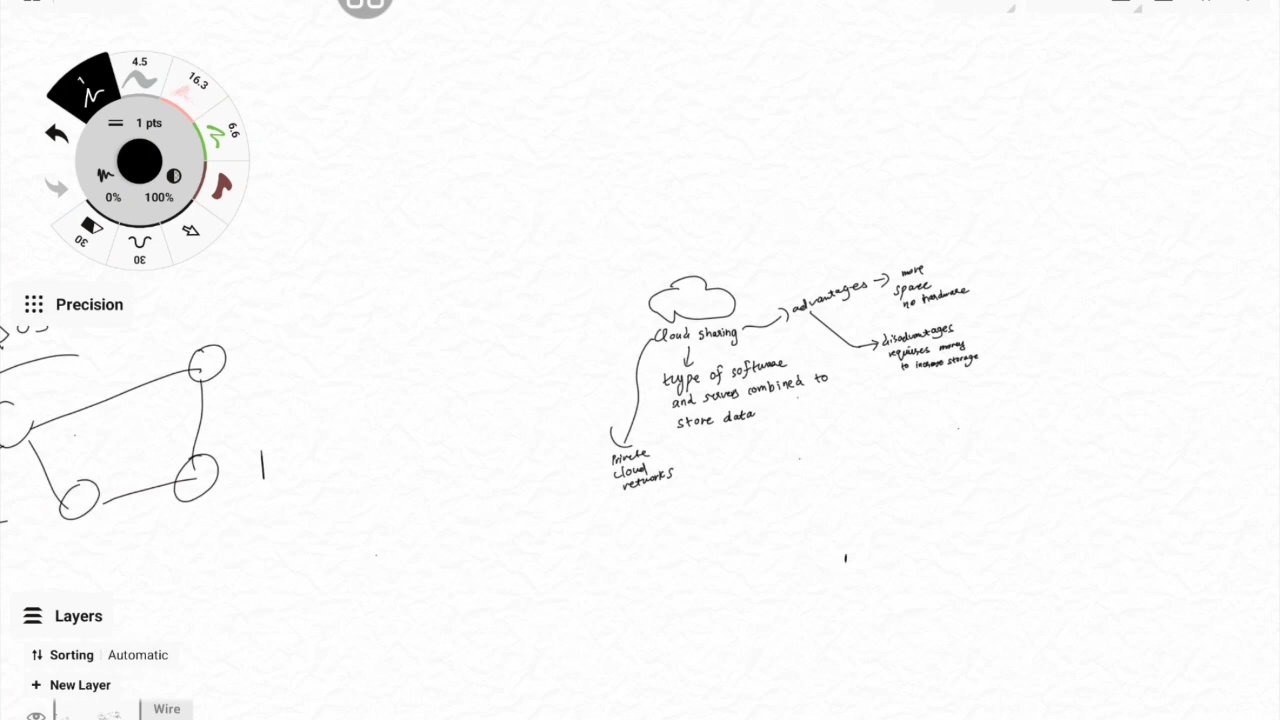 4.5
16.3
1
6.6
1 pts
0%
100%
30
30
Precision
Cloud sharing
advantages
more
space
no hardware
disadvantages
requires money
to increase storage
type of software
and servers combined to
store data
Private
cloud
networks
Layers
Sorting Automatic
+ New Layer
Wire